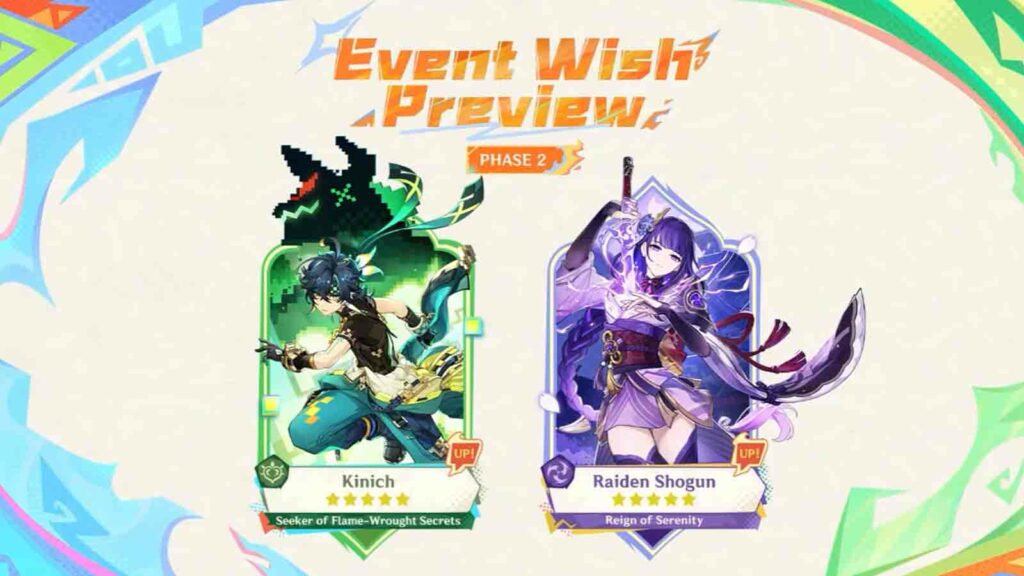 Event Wish
Preview
PHASE 2
UP!
Kinich
Seeker of Flame-Wrought Secrets
UP!
Raiden Shogun
Reign of Serenity